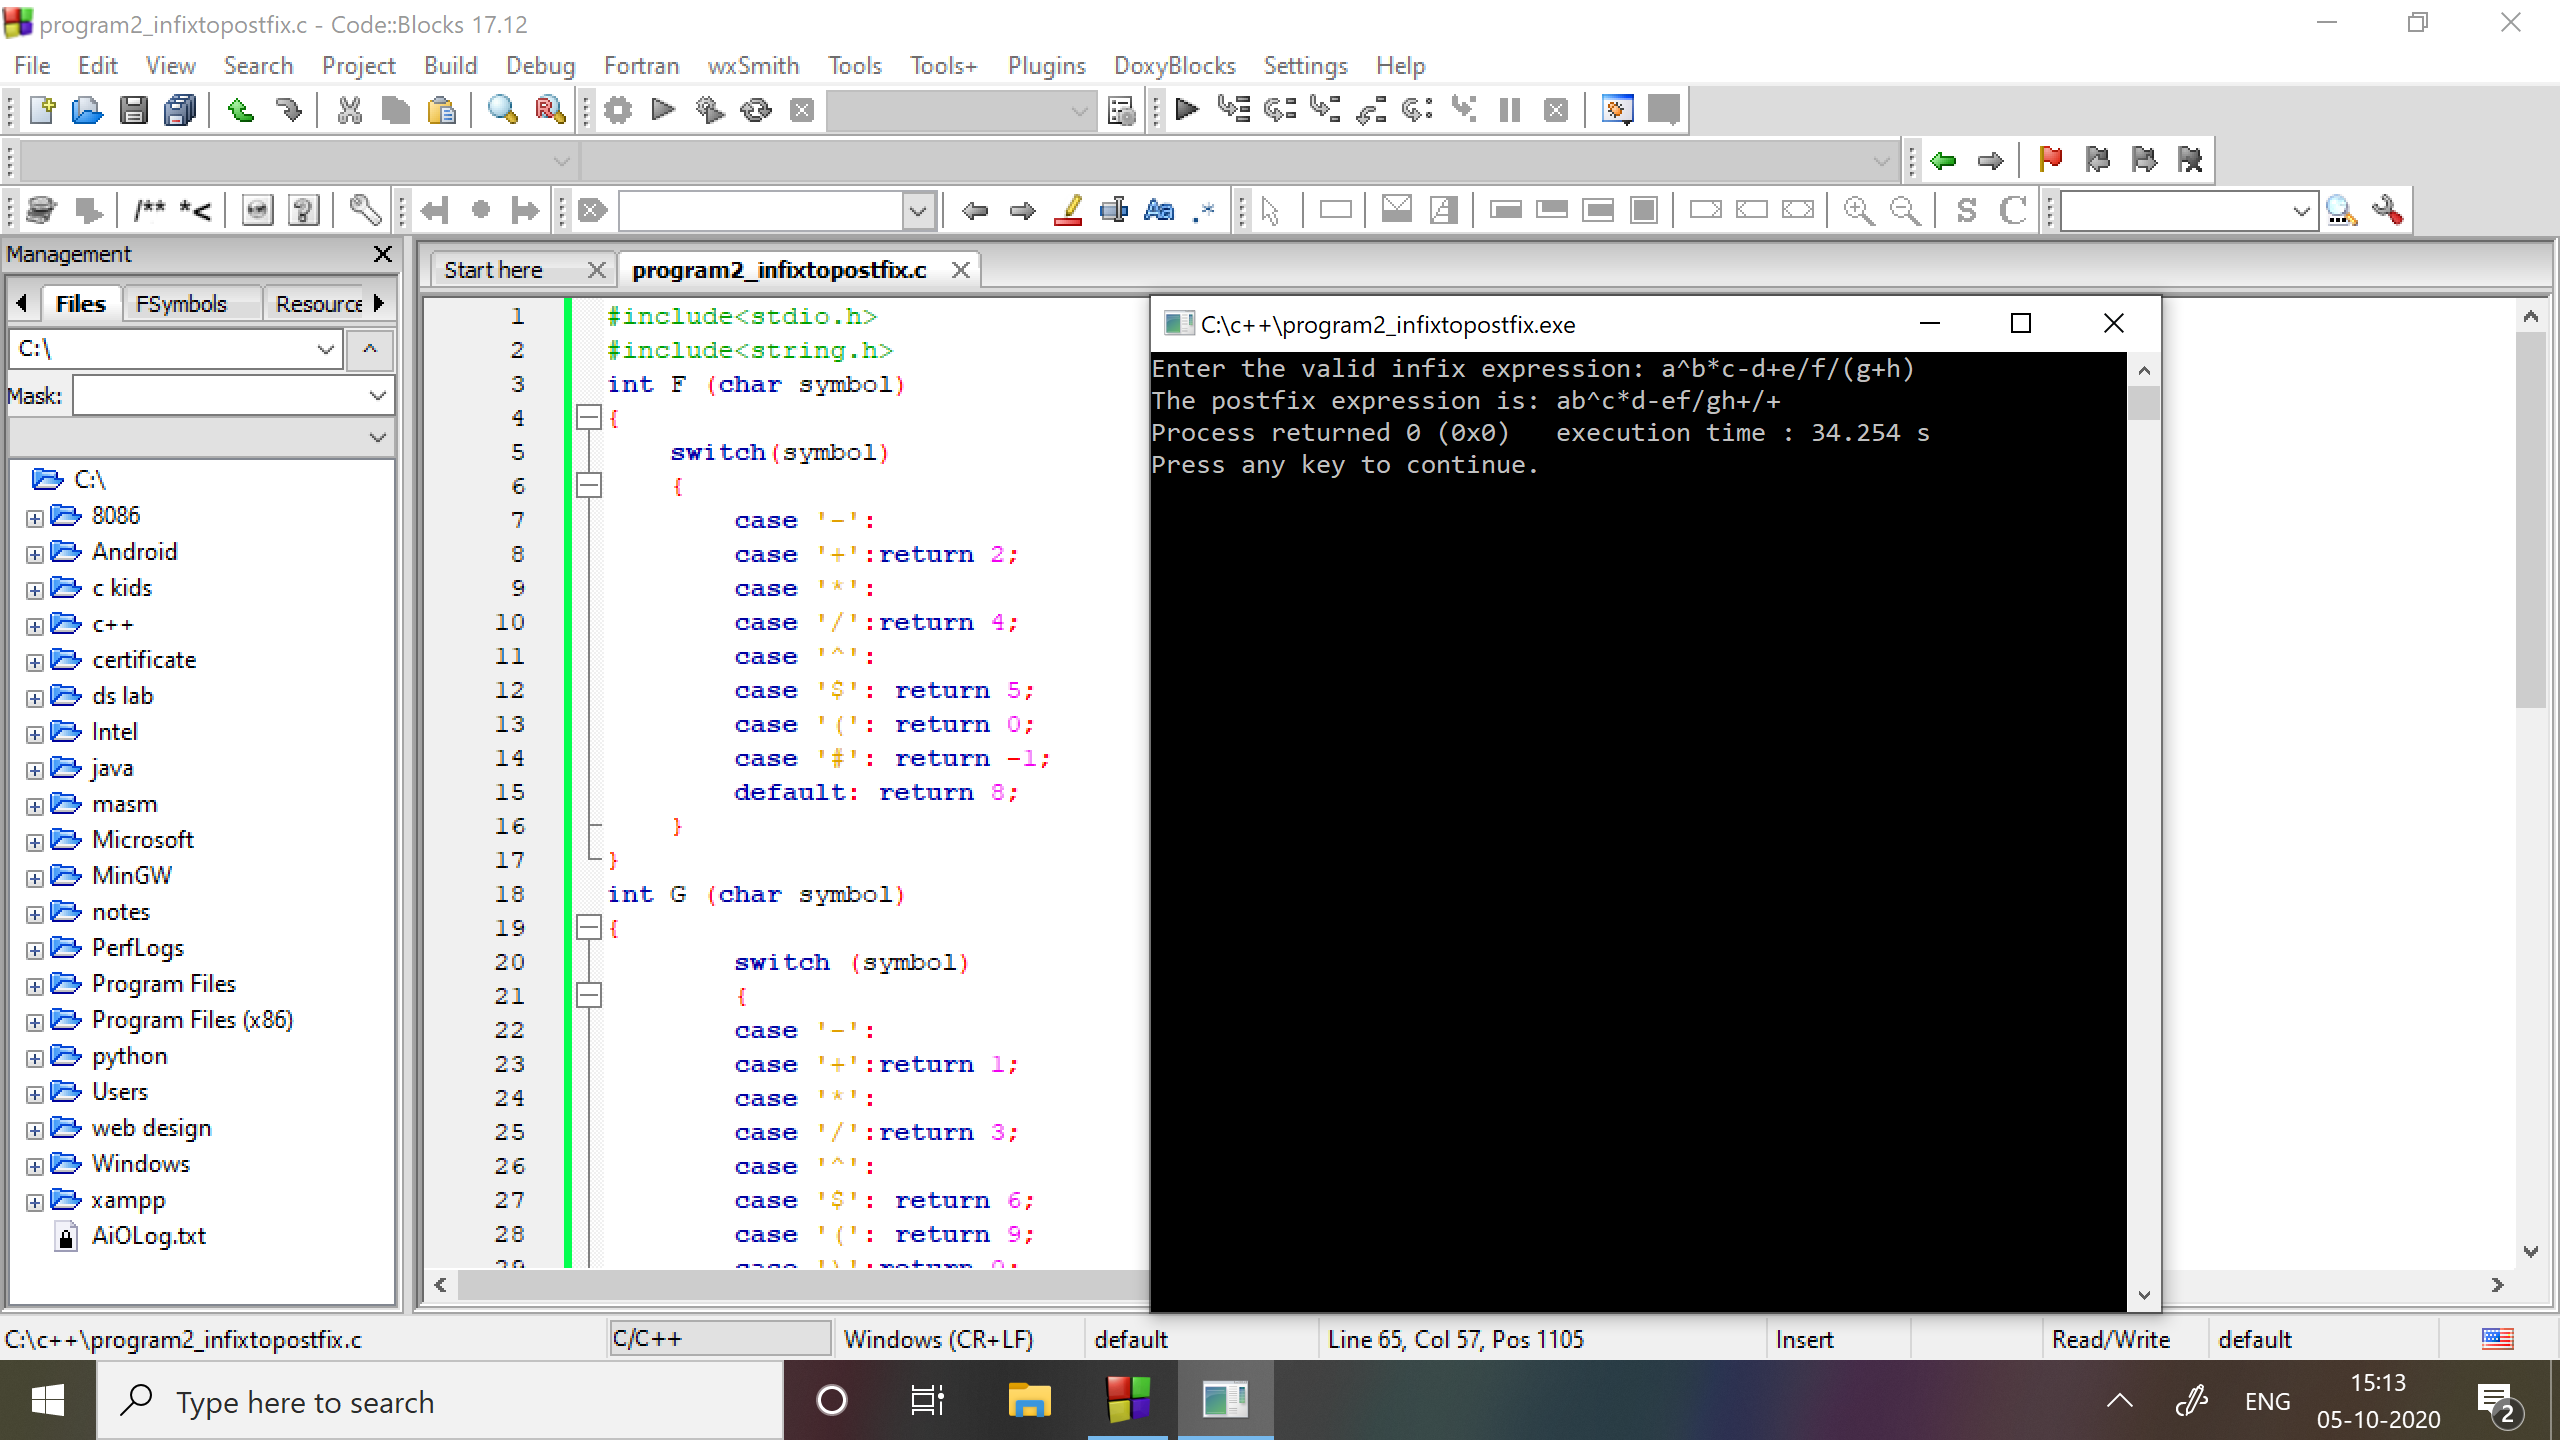 program2_infixtopostfix.c - Code::Blocks 17.12
File Edit View Search Project Build Debug Fortran wxSmith Tools Tools+ Plugins DoxyBlocks Settings Help
/** *<
Aa .* S C
Management
Files FSymbols Resource
C:\
Mask:
C:\
8086
Android
c kids
c++
certificate
ds lab
Intel
java
masm
Microsoft
MinGW
notes
PerfLogs
Program Files
Program Files (x86)
python
Users
web design
Windows
xampp
AiOLog.txt
Start here program2_infixtopostfix.c
1 #include<stdio.h>
2 #include<string.h>
3 int F (char symbol)
4 {
5 switch(symbol)
6 {
7 case '-':
8 case '+':return 2;
9 case '*':
10 case '/':return 4;
11 case '^':
12 case '$': return 5;
13 case '(': return 0;
14 case '#': return -1;
15 default: return 8;
16 }
17 }
18 int G (char symbol)
19 {
20 switch (symbol)
21 {
22 case '-':
23 case '+':return 1;
24 case '*':
25 case '/':return 3;
26 case '^':
27 case '$': return 6;
28 case '(': return 9;
29 case ')':return 0;
C:\c++\program2_infixtopostfix.exe
Enter the valid infix expression: a^b*c-d+e/f/(g+h)
The postfix expression is: ab^c*d-ef/gh+/+
Process returned 0 (0x0) execution time : 34.254 s
Press any key to continue.
C:\c++\program2_infixtopostfix.c C/C++ Windows (CR+LF) default Line 65, Col 57, Pos 1105 Insert Read/Write default
Type here to search
ENG
15:13
05-10-2020
2